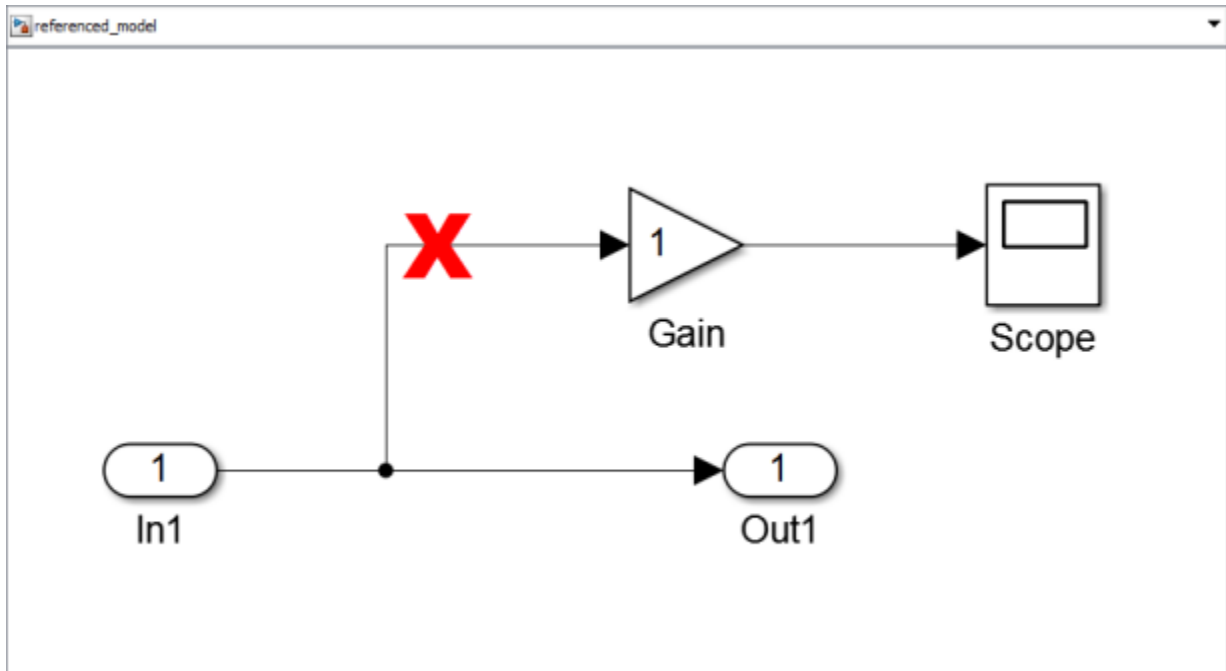 referenced_model
1
Gain
Scope
1
In1
1
Out1